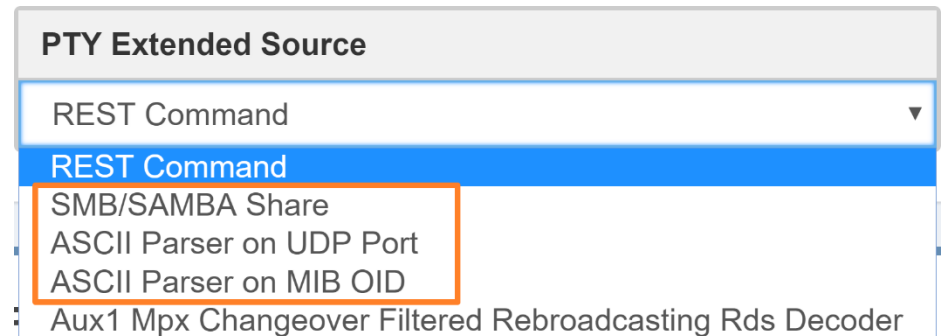 PTY Extended Source
REST Command
REST Command
SMB/SAMBA Share
ASCII Parser on UDP Port
ASCII Parser on MIB OID
Aux1 Mpx Changeover Filtered Rebroadcasting Rds Decoder